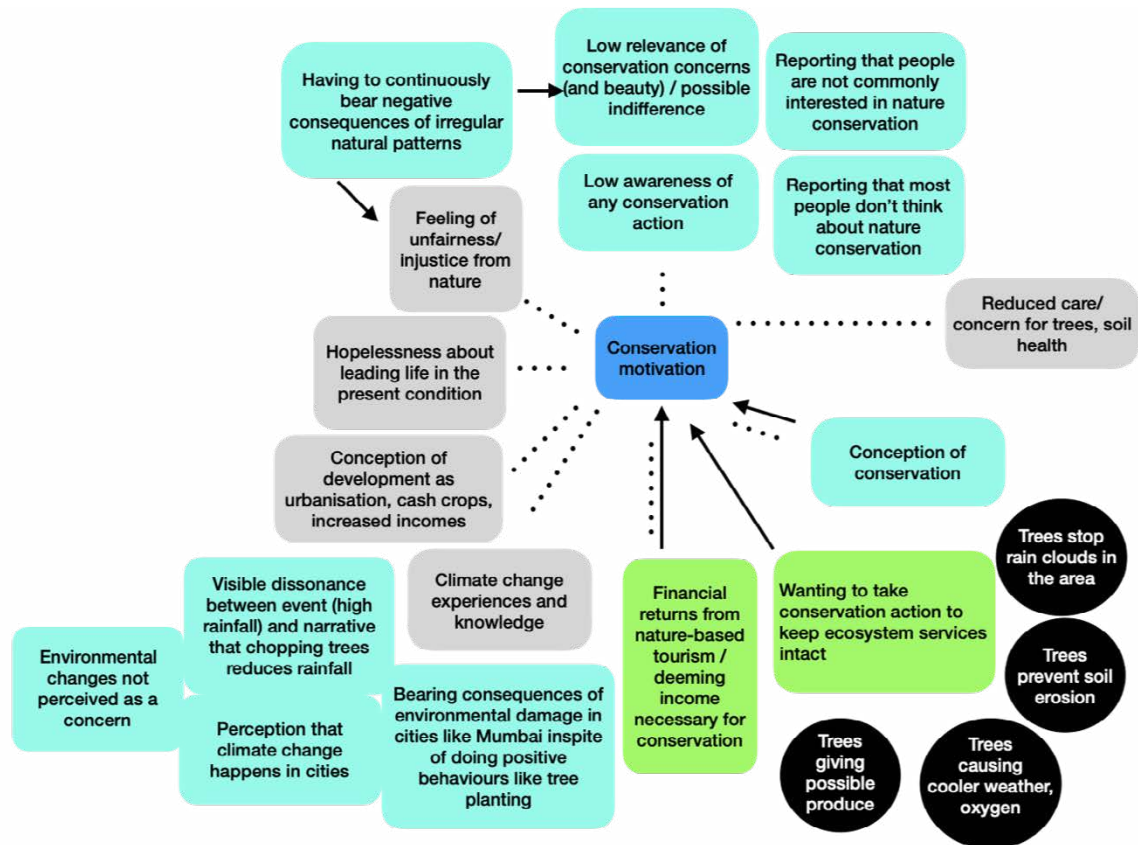 Having to continuously
bear negative
consequences of irregular
natural patterns
Low relevance of
conservation concerns
(and beauty) / possible
indifference
Reporting that people
are not commonly
interested in nature
conservation
Low awareness of
any conservation
action
Reporting that most
people don't think
about nature
conservation
Feeling of
unfairness/
injustice from
nature
Reduced care/
concern for trees, soil
health
Hopelessness about
leading life in the
present condition
Conservation
motivation
Conception of
development as
urbanisation, cash crops,
increased incomes
Conception of
conservation
Trees stop
rain clouds in
the area
Visible dissonance
between event (high
rainfall) and narrative
that chopping trees
reduces rainfall
Climate change
experiences and
knowledge
Financial
returns from
nature-based
tourism /
deeming
income
necessary for
conservation
Wanting to take
conservation action to
keep ecosystem services
intact
Environmental
changes not
perceived as a
concern
Trees
prevent soil
erosion
Perception that
climate change
happens in cities
Bearing consequences of
environmental damage in
cities like Mumbai inspite
of doing positive
behaviours like tree
planting
Trees
giving
possible
produce
Trees
causing
cooler weather,
oxygen